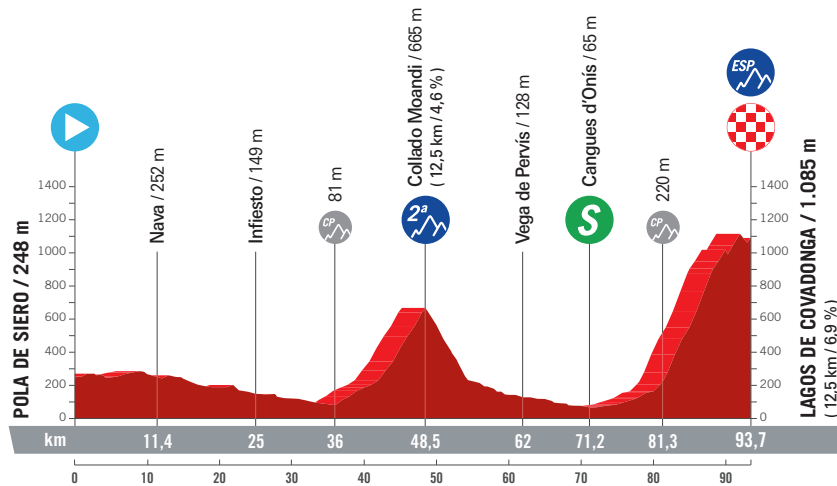 POLA DE SIERO / 248 m
1400
1200
1000
800
600
400
200
0
Nava / 252 m
Infiesto / 149 m
81 m
CP
Collado Moandi / 665 m
( 12,5 km / 4,6 % )
2ª
Vega de Pervís / 128 m
Cangues d'Onís / 65 m
S
220 m
CP
ESP
1400
1200
1000
800
600
400
200
0
LAGOS DE COVADONGA / 1.085 m
(12,5 km / 6,9 %)
km 11,4 25 36 48,5 62 71,2 81,3 93,7
0 10 20 30 40 50 60 70 80 90